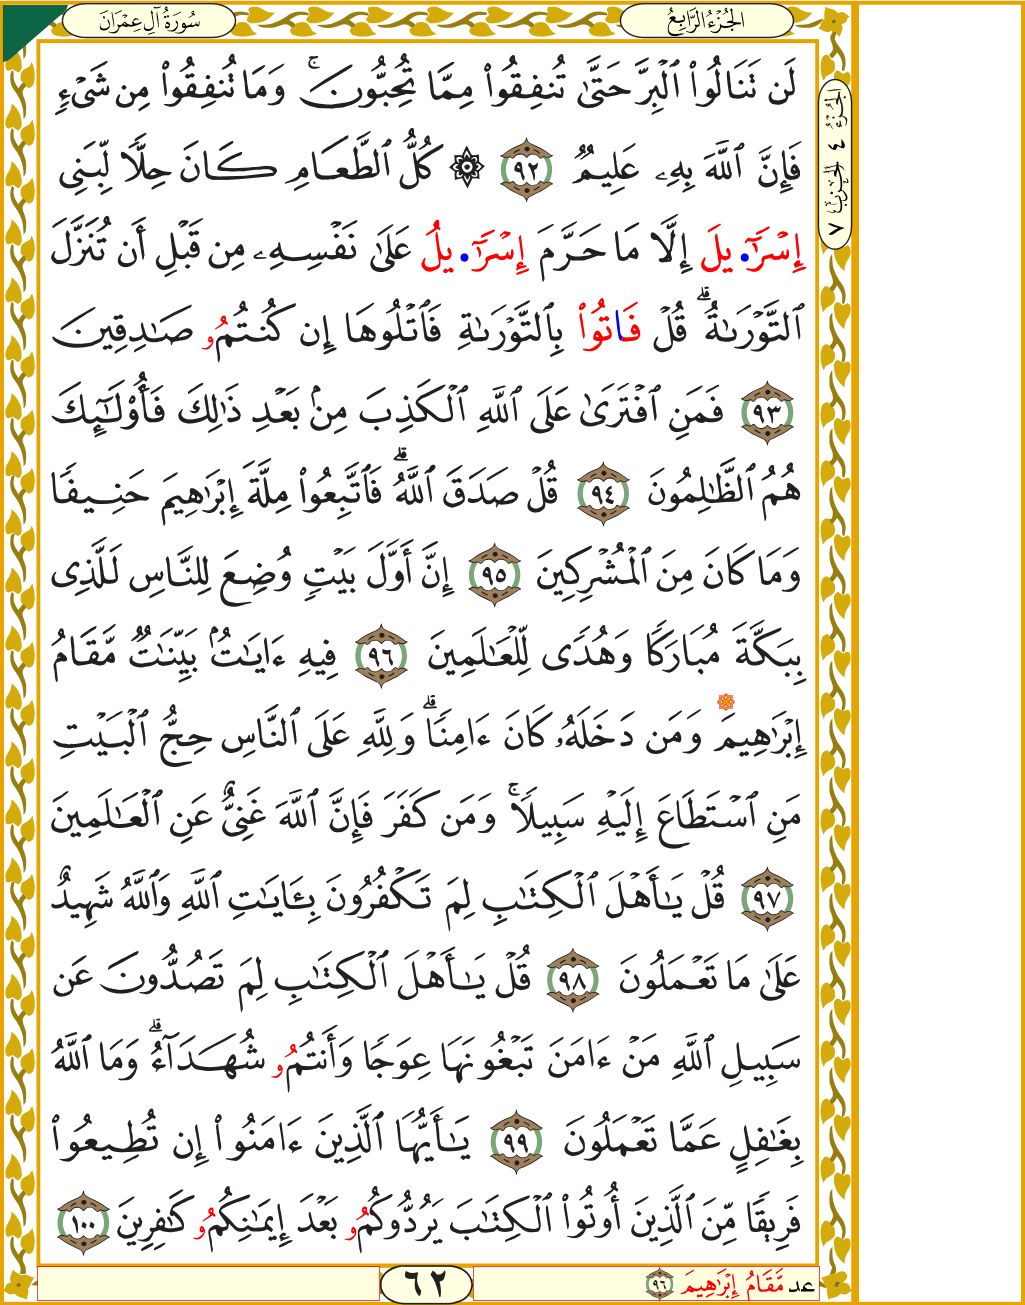 سُورَةُ آلِ عِمْرَانَ
الجُزْءُ الرَّابِعُ
لَن تَنَالُوا۟ ٱلْبِرَّ حَتَّىٰ تُنفِقُوا۟ مِمَّا تُحِبُّونَ ۚ وَمَا تُنفِقُوا۟ مِن شَىْءٍ
فَإِنَّ ٱللَّهَ بِهِۦ عَلِيمٌ ٩٢ ۞ كُلُّ ٱلطَّعَامِ كَانَ حِلًّا لِّبَنِى
إِسْرَآ•يلَ إِلَّا مَا حَرَّمَ إِسْرَآ•يلُ عَلَىٰ نَفْسِهِۦ مِن قَبْلِ أَن تُنَزَّلَ
ٱلتَّوْرَىٰةُ ۗ قُلْ فَاتُوا۟ بِٱلتَّوْرَىٰةِ فَٱتْلُوهَا إِن كُنتُمُو صَـٰدِقِينَ
٩٣ فَمَنِ ٱفْتَرَىٰ عَلَى ٱللَّهِ ٱلْكَذِبَ مِنۢ بَعْدِ ذَٰلِكَ فَأُو۟لَـٰٓئِكَ
هُمُ ٱلظَّـٰلِمُونَ ٩٤ قُلْ صَدَقَ ٱللَّهُ ۗ فَٱتَّبِعُوا۟ مِلَّةَ إِبْرَٰهِيمَ حَنِيفًا
وَمَا كَانَ مِنَ ٱلْمُشْرِكِينَ ٩٥ إِنَّ أَوَّلَ بَيْتٍ وُضِعَ لِلنَّاسِ لَلَّذِى
بِبَكَّةَ مُبَارَكًا وَهُدًى لِّلْعَـٰلَمِينَ ٩٦ فِيهِ ءَايَـٰتٌۢ بَيِّنَـٰتٌ مَّقَامُ
إِبْرَٰهِيمَ وَمَن دَخَلَهُۥ كَانَ ءَامِنًا ۗ وَلِلَّهِ عَلَى ٱلنَّاسِ حِجُّ ٱلْبَيْتِ
مَنِ ٱسْتَطَاعَ إِلَيْهِ سَبِيلًا ۚ وَمَن كَفَرَ فَإِنَّ ٱللَّهَ غَنِىٌّ عَنِ ٱلْعَـٰلَمِينَ
٩٧ قُلْ يَـٰٓأَهْلَ ٱلْكِتَـٰبِ لِمَ تَكْفُرُونَ بِـَٔايَـٰتِ ٱللَّهِ وَٱللَّهُ شَهِيدٌ
عَلَىٰ مَا تَعْمَلُونَ ٩٨ قُلْ يَـٰٓأَهْلَ ٱلْكِتَـٰبِ لِمَ تَصُدُّونَ عَن
سَبِيلِ ٱللَّهِ مَنْ ءَامَنَ تَبْغُونَهَا عِوَجًا وَأَنتُمُو شُهَدَآءُ ۗ وَمَا ٱللَّهُ
بِغَـٰفِلٍ عَمَّا تَعْمَلُونَ ٩٩ يَـٰٓأَيُّهَا ٱلَّذِينَ ءَامَنُوٓا۟ إِن تُطِيعُوا۟
فَرِيقًا مِّنَ ٱلَّذِينَ أُوتُوا۟ ٱلْكِتَـٰبَ يَرُدُّوكُمُو بَعْدَ إِيمَـٰنِكُمُو كَـٰفِرِينَ ١٠٠
الجُزْءُ ٤ الحِزْبُ ٧
عد مَّقَامُ إِبْرَٰهِيمَ ٩٦
٦٢